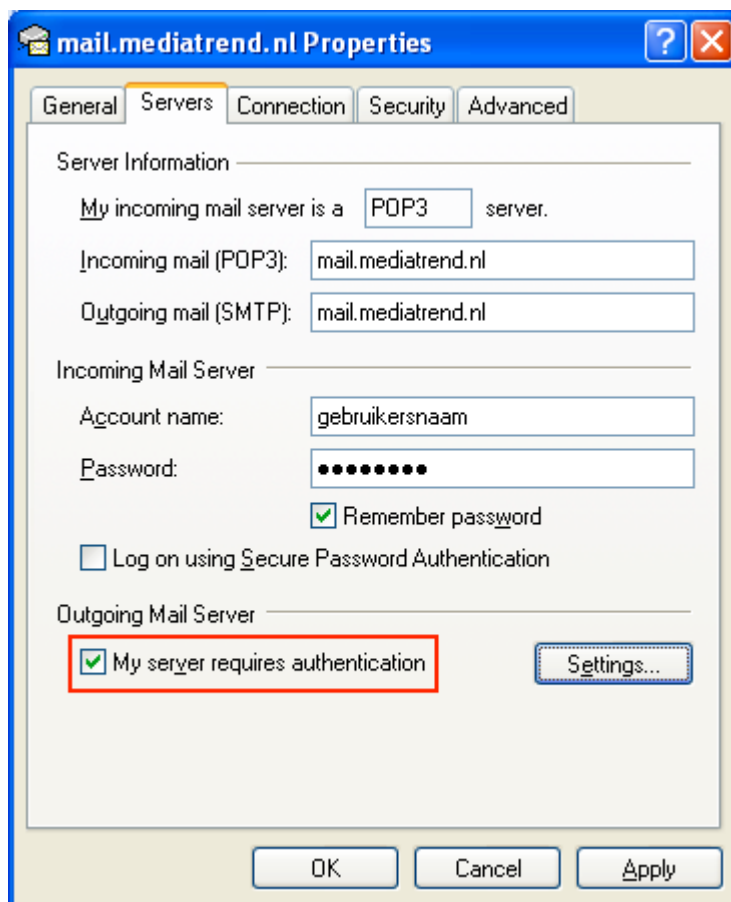 mail.mediatrend.nl Properties
General Servers Connection Security Advanced
Server Information
My incoming mail server is a POP3 server.
Incoming mail (POP3): mail.mediatrend.nl
Outgoing mail (SMTP): mail.mediatrend.nl
Incoming Mail Server
Account name: gebruikersnaam
Password: ●●●●●●●●
Remember password
Log on using Secure Password Authentication
Outgoing Mail Server
My server requires authentication Settings...
OK Cancel Apply